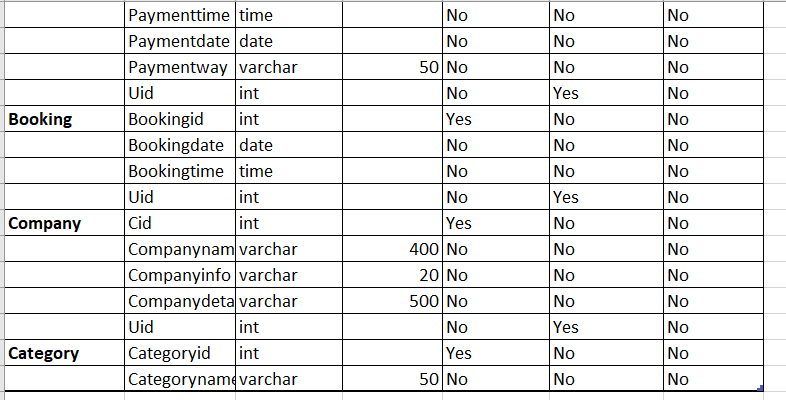 Paymenttime time No No No
Paymentdate date No No No
Paymentway varchar 50 No No No
Uid int No Yes No
Booking Bookingid int Yes No No
Bookingdate date No No No
Bookingtime time No No No
Uid int No Yes No
Company Cid int Yes No No
Companynam varchar 400 No No No
Companyinfo varchar 20 No No No
Companydeta varchar 500 No No No
Uid int No Yes No
Category Categoryid int Yes No No
Categoryname varchar 50 No No No